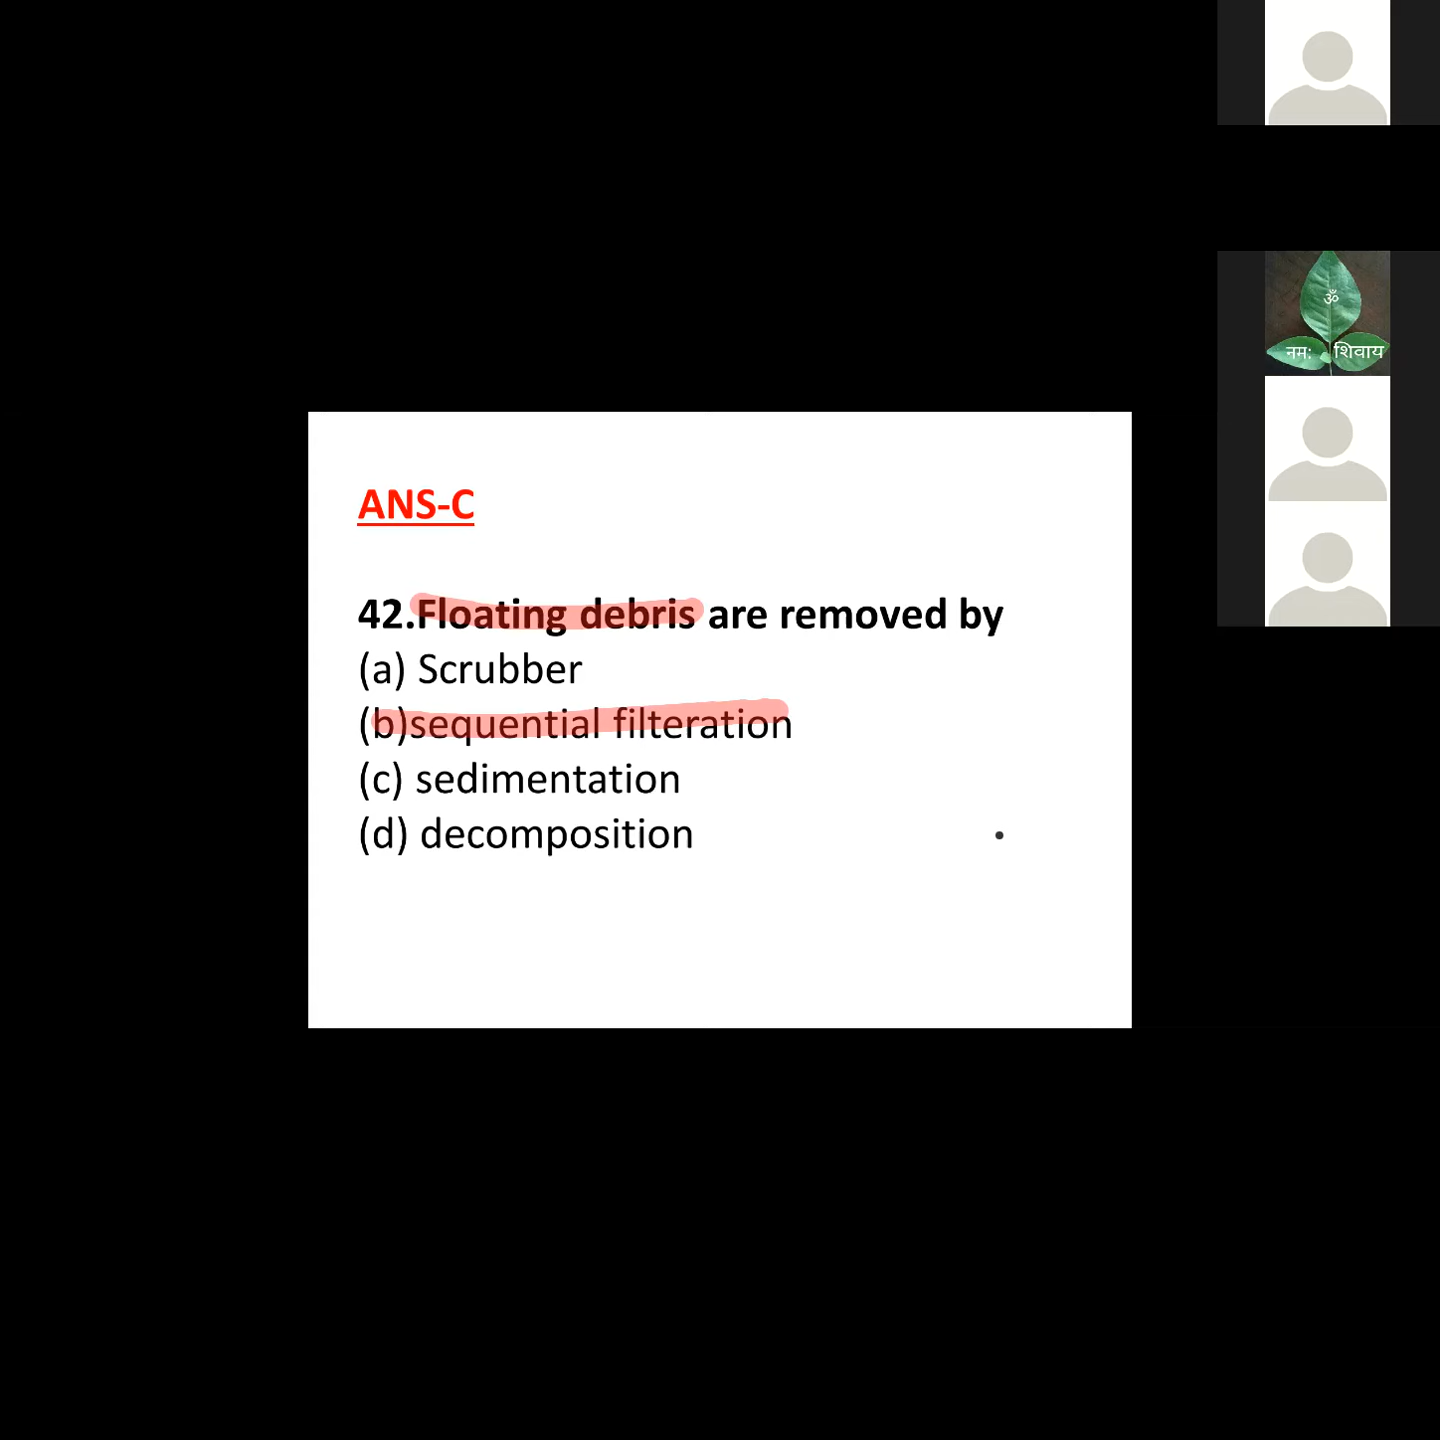 ॐ
नम: शिवाय
ANS-C
42.Floating debris are removed by
(a) Scrubber
(b)sequential filteration
(c) sedimentation
(d) decomposition